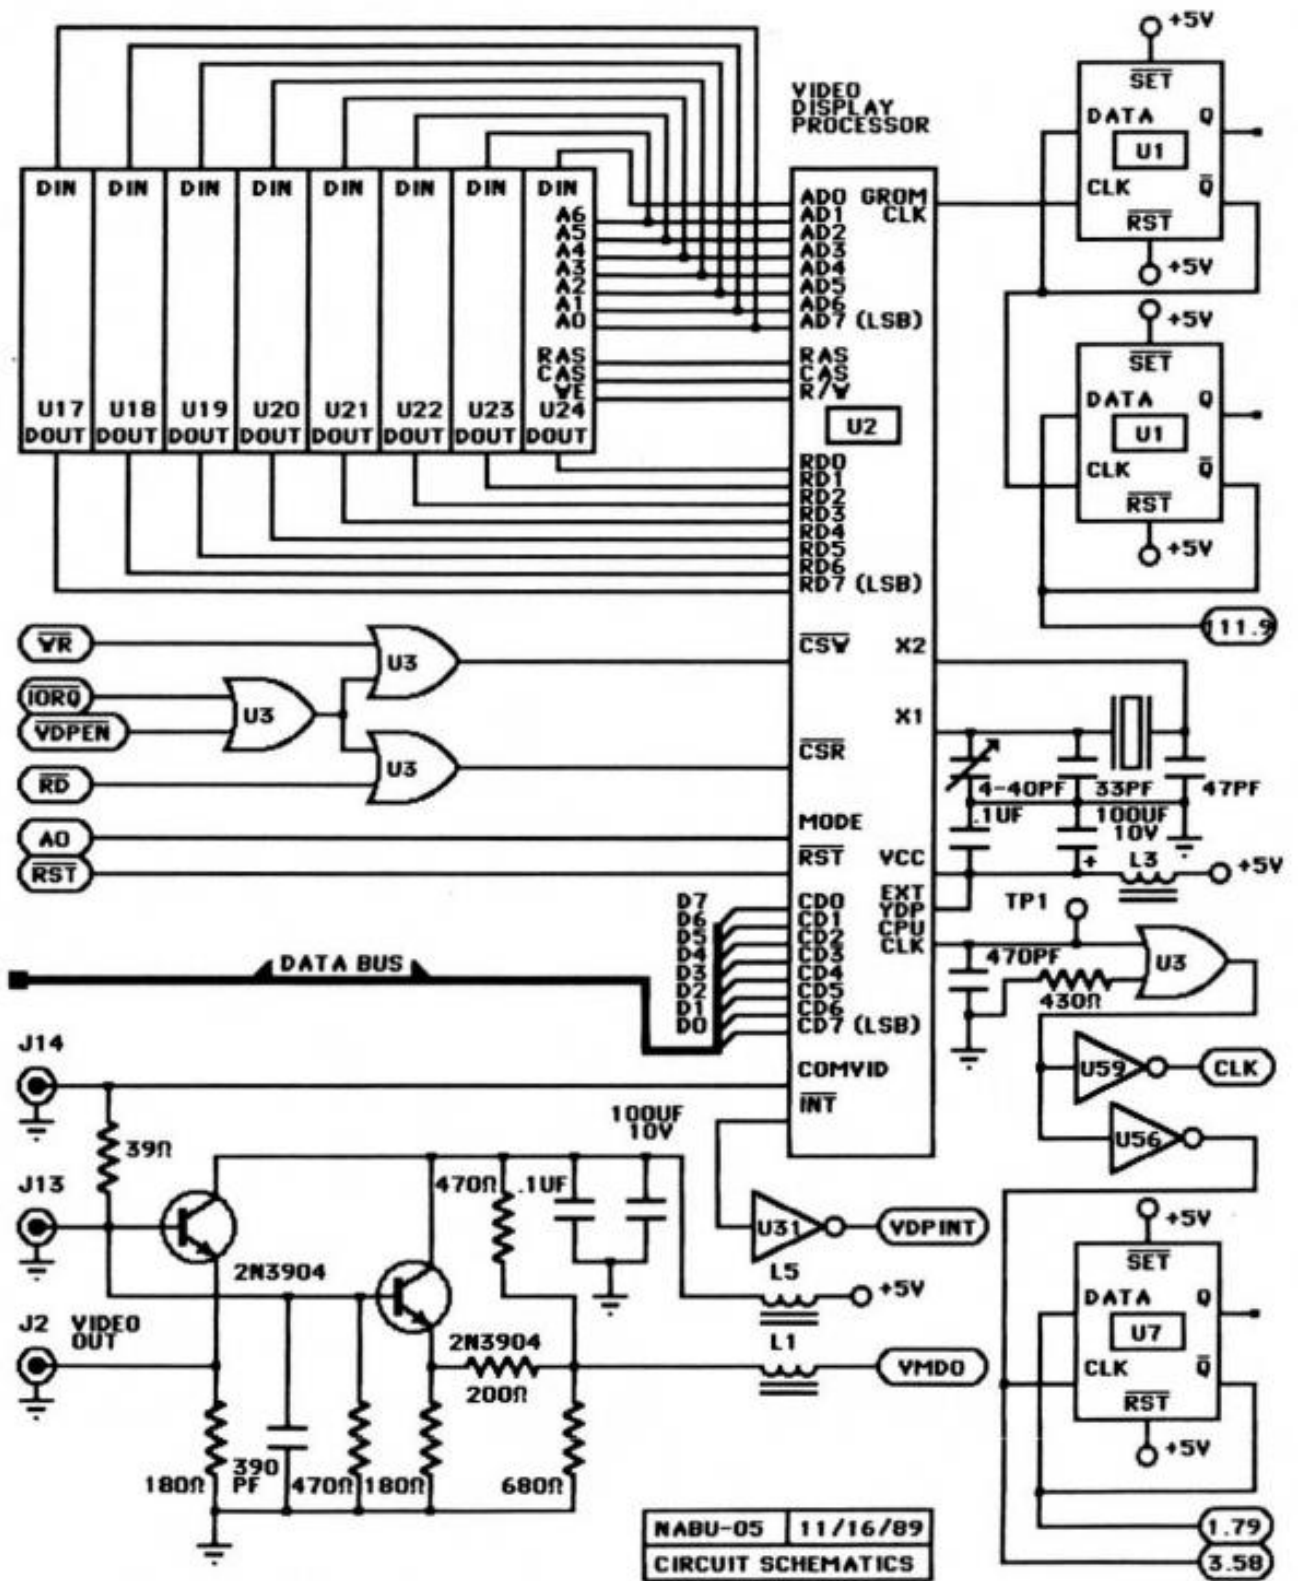 +5V
SET
DATA Q
U1
CLK Q
RST
+5V
VIDEO
DISPLAY
PROCESSOR
DIN DIN DIN DIN DIN DIN DIN DIN
A6
A5
A4
A3
A2
A1
A0
RAS
CAS
WE
U17 U18 U19 U20 U21 U22 U23 U24
DOUT DOUT DOUT DOUT DOUT DOUT DOUT DOUT
AD0 GROM
AD1 CLK
AD2
AD3
AD4
AD5
AD6
AD7 (LSB)
RAS
CAS
R/W
U2
RD0
RD1
RD2
RD3
RD4
RD5
RD6
RD7 (LSB)
+5V
SET
DATA Q
U1
CLK Q
RST
+5V
111.9
WR
U3
CSW X2
IORQ
U3
VDPEN
X1
CSR
U3
RD
4-40PF 33PF 47PF
.1UF 100UF
10V
A0
MODE
RST
RST VCC
+ L3 +5V
EXT
VDP
CPU
CLK
TP1
D7 CD0
D6 CD1
D5 CD2
D4 CD3
D3 CD4
D2 CD5
D1 CD6
D0 CD7 (LSB)
DATA BUS
470PF
U3
430Ω
J14
COMVID
INT
U59 CLK
U56
39Ω
100UF
10V
J13
470Ω .1UF
U31 VDPINT
2N3904
L5 +5V
J2 VIDEO
OUT
2N3904
200Ω
L1 VMDO
+5V
SET
DATA Q
U7
CLK Q
RST
+5V
180Ω 390
PF 470Ω 180Ω 680Ω
NABU-05 11/16/89
CIRCUIT SCHEMATICS
1.79
3.58